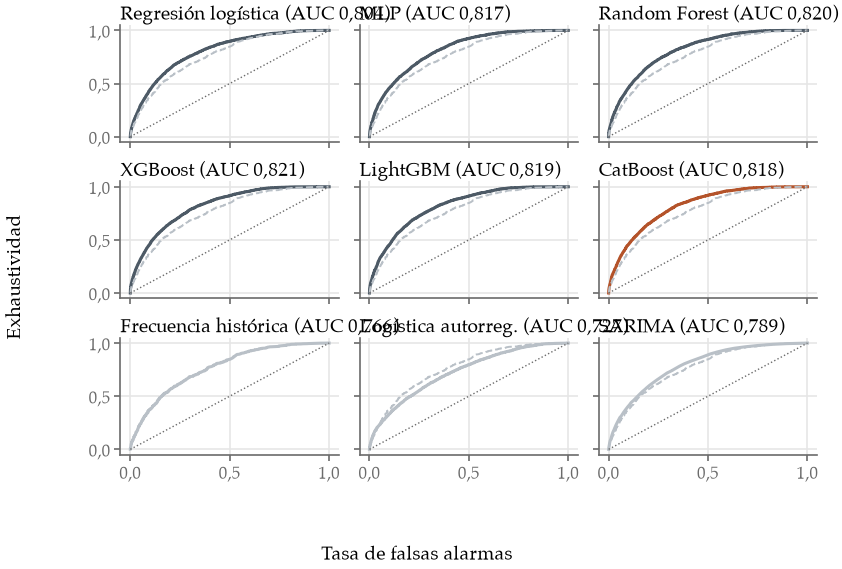 Regresión logística (AUC 0,804)
MLP (AUC 0,817)
Random Forest (AUC 0,820)
1,0
0,5
0,0
XGBoost (AUC 0,821)
LightGBM (AUC 0,819)
CatBoost (AUC 0,818)
1,0
0,5
0,0
Exhaustividad
Frecuencia histórica (AUC 0,766)
Logística autorreg. (AUC 0,727)
SARIMA (AUC 0,789)
1,0
0,5
0,0
0,0 0,5 1,0
0,0 0,5 1,0
0,0 0,5 1,0
Tasa de falsas alarmas